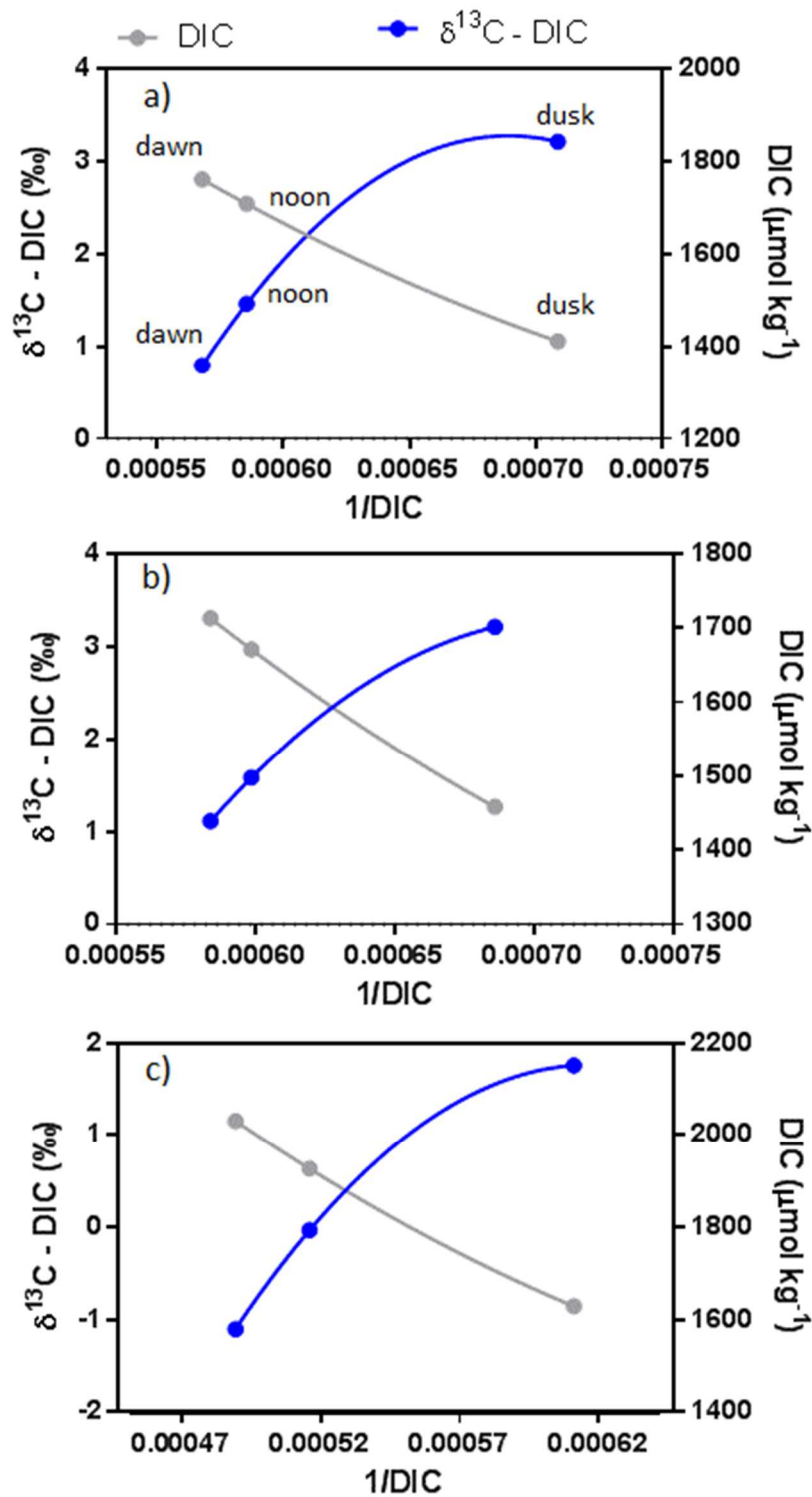 DIC
δ¹³C - DIC
a)
4
3
2
1
0
δ¹³C - DIC (‰)
dawn
noon
dusk
dawn
noon
dusk
2000
1800
1600
1400
1200
DIC (μmol kg⁻¹)
0.00055 0.00060 0.00065 0.00070 0.00075
1/DIC
b)
4
3
2
1
0
δ¹³C - DIC (‰)
1800
1700
1600
1500
1400
1300
DIC (μmol kg⁻¹)
0.00055 0.00060 0.00065 0.00070 0.00075
1/DIC
c)
2
1
0
-1
-2
δ¹³C - DIC (‰)
2200
2000
1800
1600
1400
DIC (μmol kg⁻¹)
0.00047 0.00052 0.00057 0.00062
1/DIC